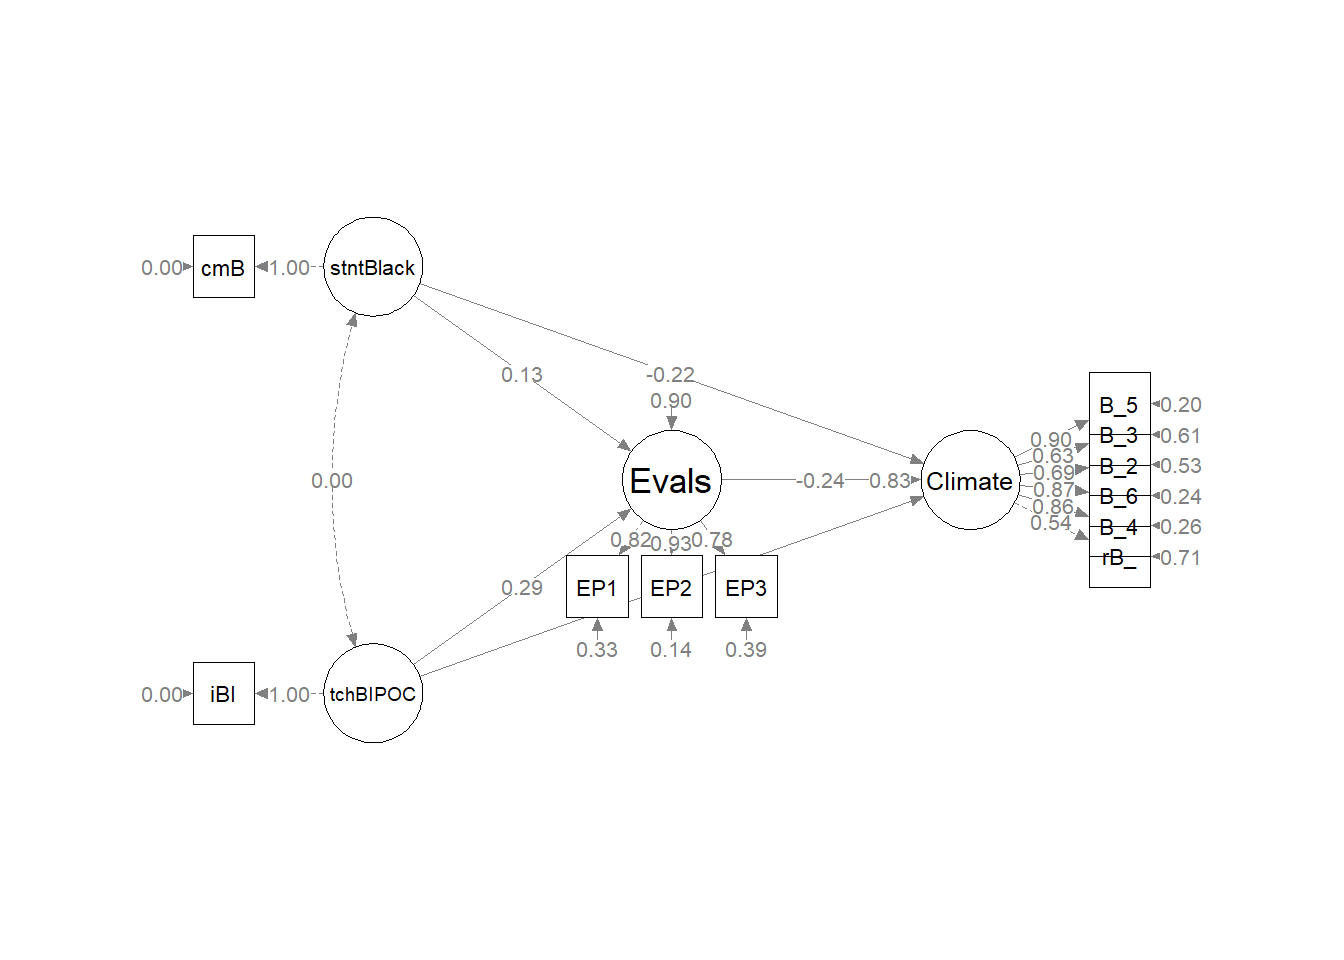 0.00 cmB 1.00 stntBlack
0.13
-0.22
0.90
B_5 0.20
0.90 B_3 0.61
0.63
B_2 0.53
0.69
0.00 Evals -0.24 0.83 Climate
0.87 B_6 0.24
0.86
B_4 0.26
0.54
0.82 0.93 0.78
rB_ 0.71
0.29 EP1 EP2 EP3
0.33 0.14 0.39
0.00 iBI 1.00 tchBIPOC